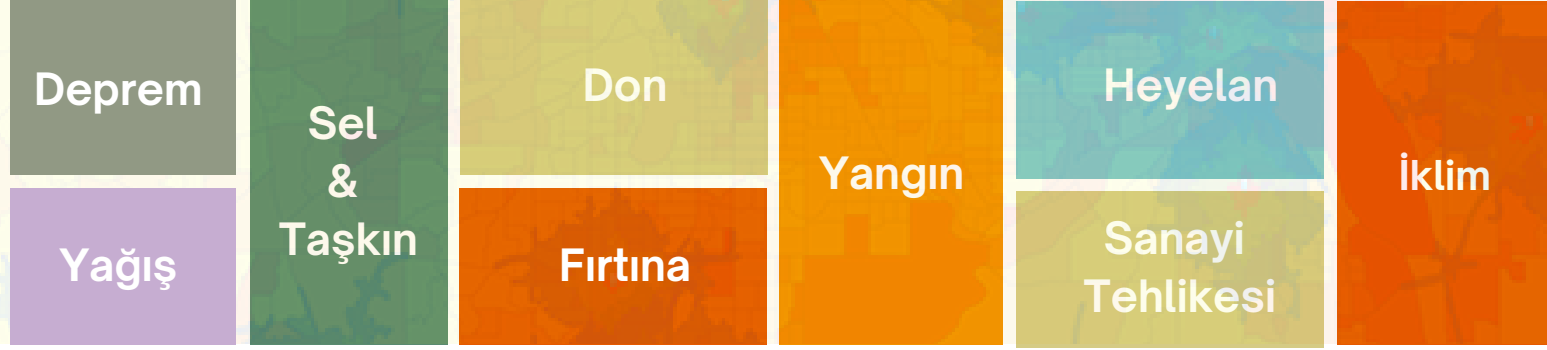 Deprem
Yağış
Sel
&
Taşkın
Don
Fırtına
Yangın
Heyelan
Sanayi
Tehlikesi
İklim